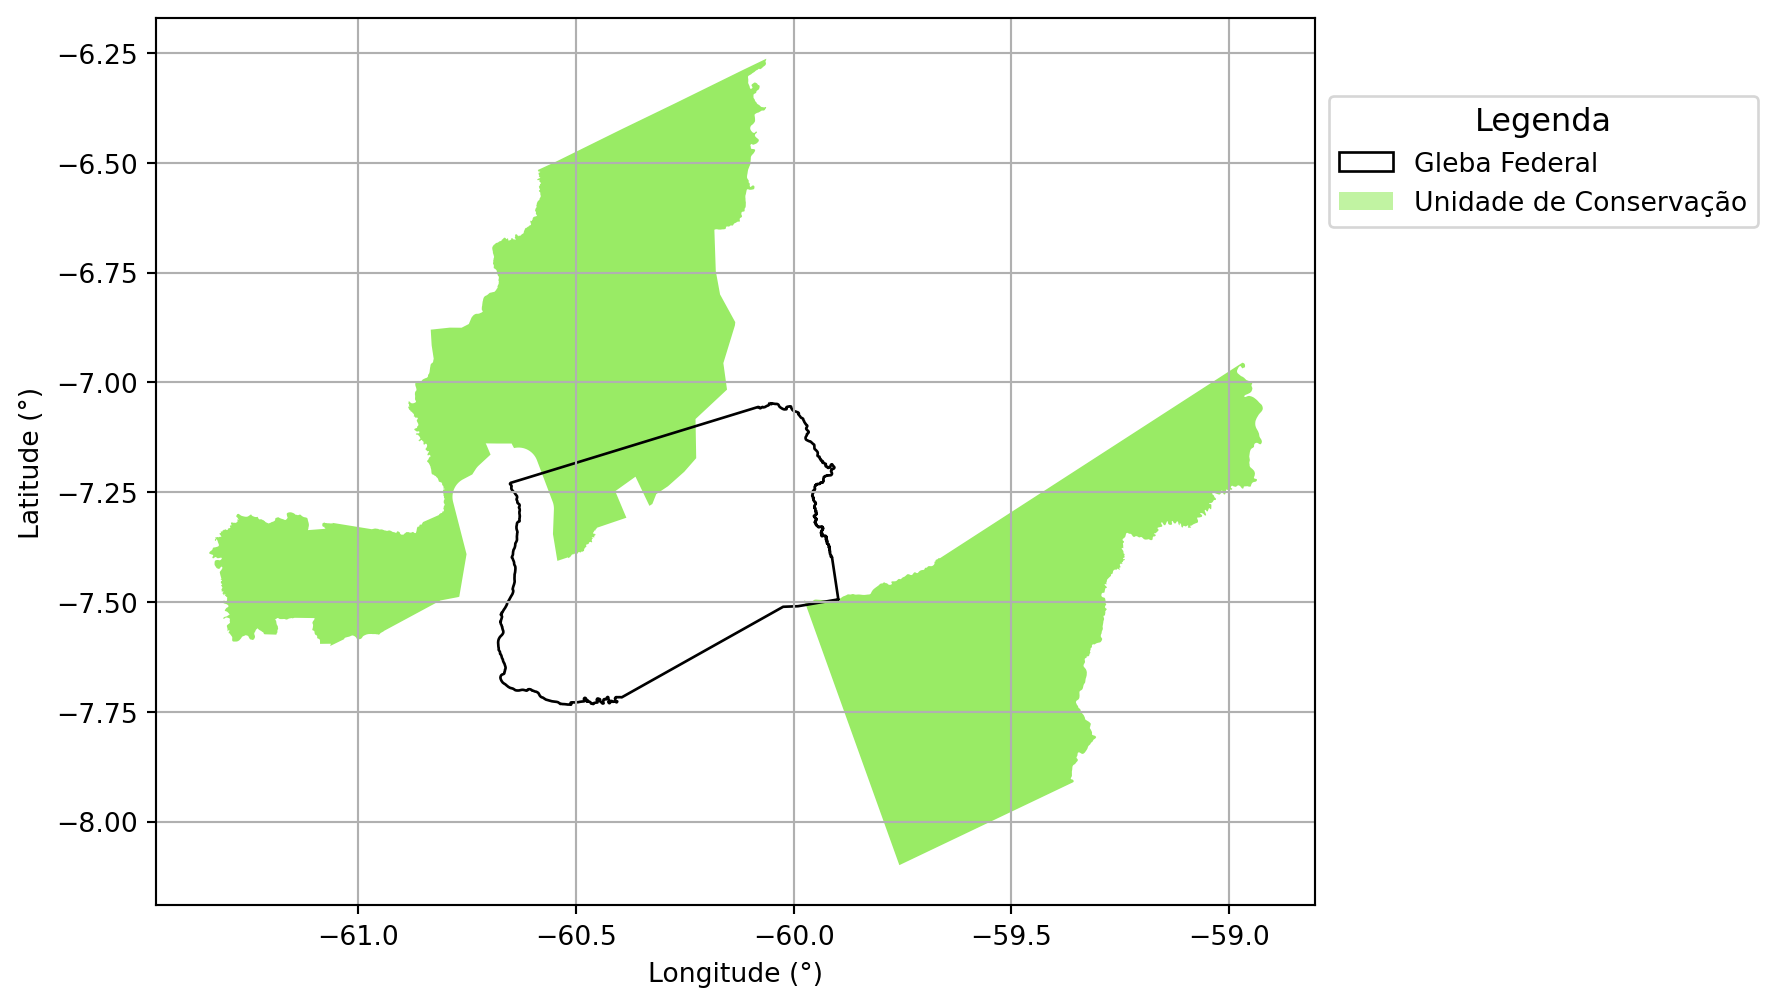 −6.25
−6.50
−6.75
−7.00
−7.25
−7.50
−7.75
−8.00
Latitude (°)
−61.0
−60.5
−60.0
−59.5
−59.0
Longitude (°)
Legenda
Gleba Federal
Unidade de Conservação